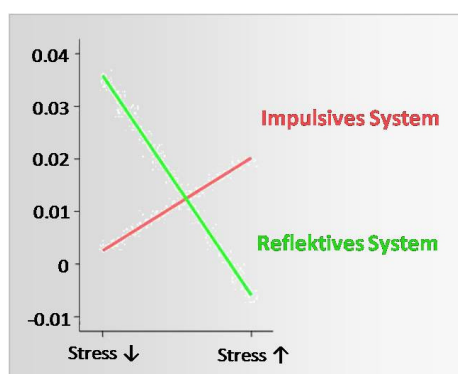 0.04
0.03
Impulsives System
0.02
0.01
Reflektives System
0
-0.01
Stress ↓ Stress ↑